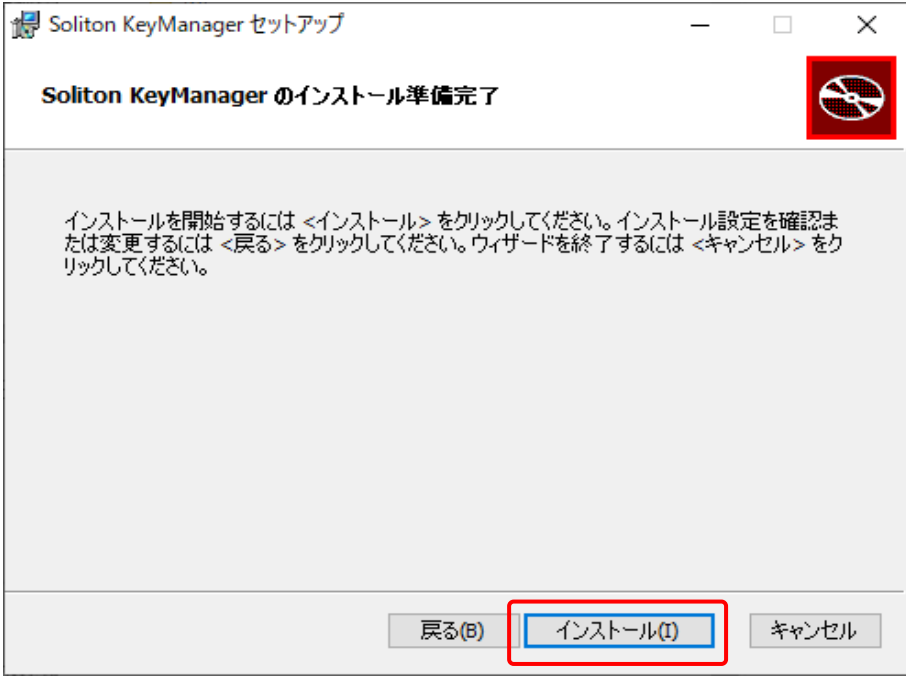 Soliton KeyManager セットアップ
Soliton KeyManager のインストール準備完了
インストールを開始するには <インストール> をクリックしてください。インストール設定を確認ま
たは変更するには <戻る> をクリックしてください。ウィザードを終了するには <キャンセル> をク
リックしてください。
戻る(B) インストール(I) キャンセル